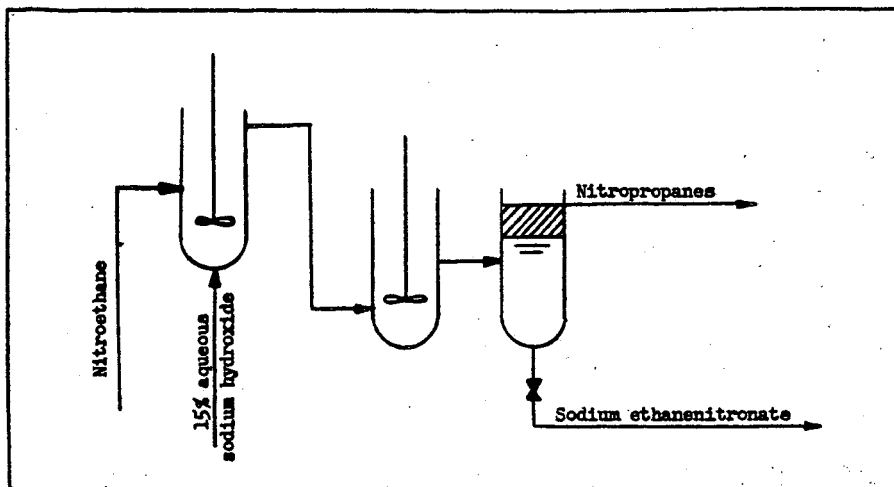 Nitropropanes
Nitroethane
15% aqueous
sodium hydroxide
Sodium ethanenitronate